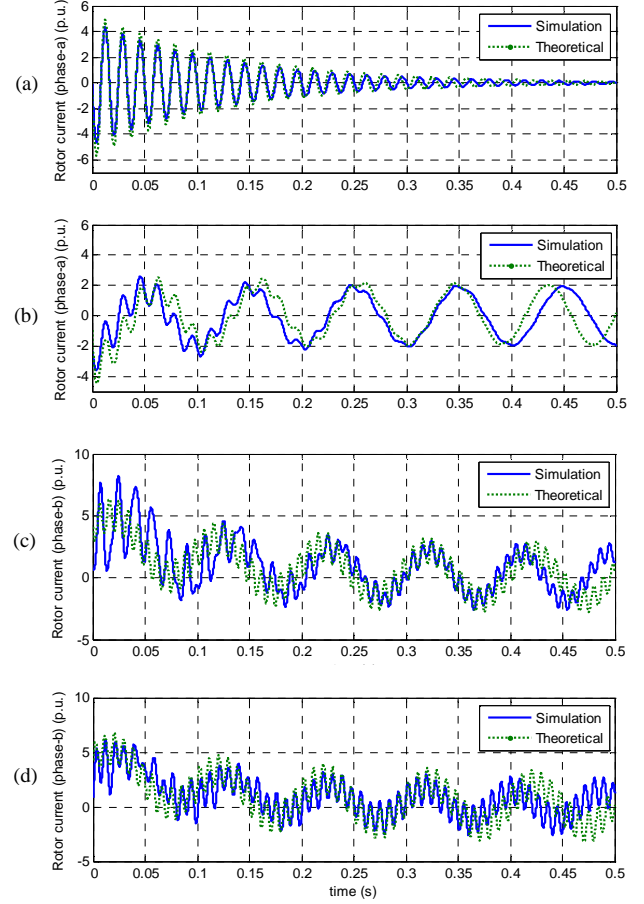 (a)
Rotor current (phase-a) (p.u.)
6
4
2
0
-2
-4
-6
Simulation
Theoretical
0 0.05 0.1 0.15 0.2 0.25 0.3 0.35 0.4 0.45 0.5
(b)
Rotor current (phase-a) (p.u.)
6
4
2
0
-2
-4
Simulation
Theoretical
0 0.05 0.1 0.15 0.2 0.25 0.3 0.35 0.4 0.45 0.5
(c)
Rotor current (phase-b) (p.u.)
10
5
0
-5
Simulation
Theoretical
0 0.05 0.1 0.15 0.2 0.25 0.3 0.35 0.4 0.45 0.5
(d)
Rotor current (phase-b) (p.u.)
10
5
0
-5
Simulation
Theoretical
0 0.05 0.1 0.15 0.2 0.25 0.3 0.35 0.4 0.45 0.5
time (s)